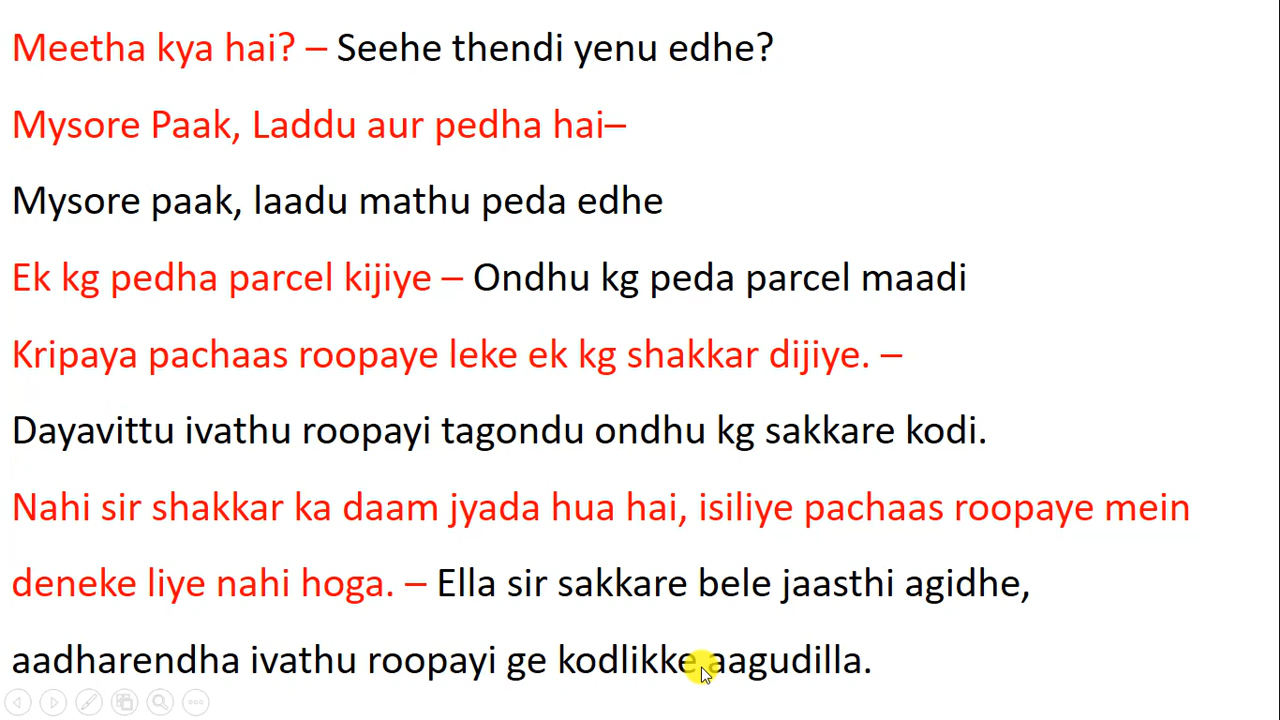 Meetha kya hai? – Seehe thendi yenu edhe?
Mysore Paak, Laddu aur pedha hai–
Mysore paak, laadu mathu peda edhe
Ek kg pedha parcel kijiye – Ondhu kg peda parcel maadi
Kripaya pachaas roopaye leke ek kg shakkar dijiye. –
Dayavittu ivathu roopayi tagondu ondhu kg sakkare kodi.
Nahi sir shakkar ka daam jyada hua hai, isiliye pachaas roopaye mein
deneke liye nahi hoga. – Ella sir sakkare bele jaasthi agidhe,
aadharendha ivathu roopayi ge kodlikke aagudilla.